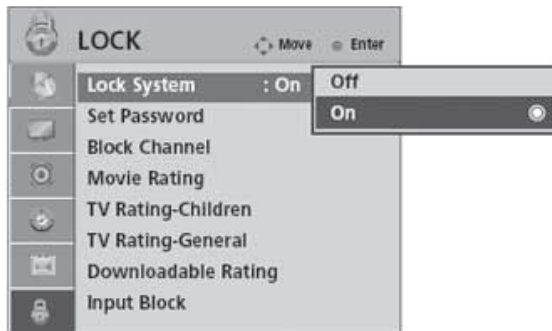 LOCK
Move Enter
Lock System : On
Off
On
Set Password
Block Channel
Movie Rating
TV Rating-Children
TV Rating-General
Downloadable Rating
Input Block